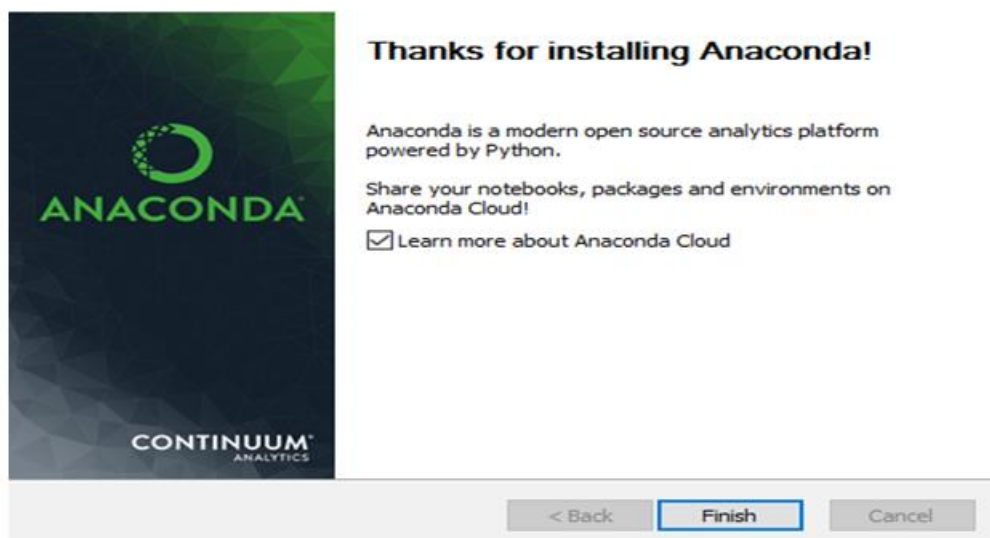 Thanks for installing Anaconda!
Anaconda is a modern open source analytics platform
powered by Python.
Share your notebooks, packages and environments on
Anaconda Cloud!
Learn more about Anaconda Cloud
ANACONDA
CONTINUUM
ANALYTICS
< Back
Finish
Cancel